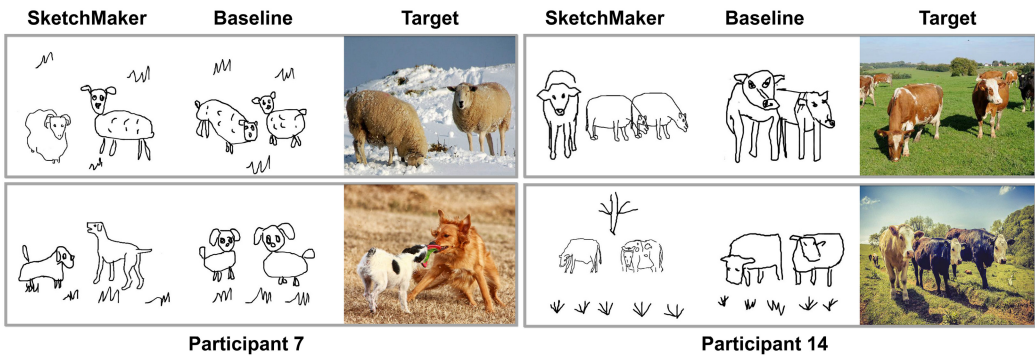 SketchMaker Baseline Target SketchMaker Baseline Target
Participant 7 Participant 14